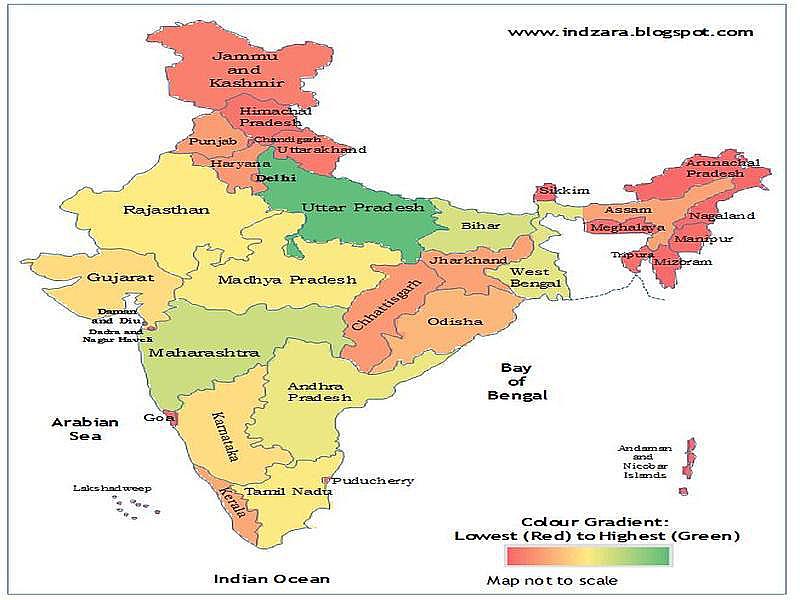 www.indzara.blogspot.com
Jammu
and
Kashmir
Himachal
Pradesh
Punjab
Chandigarh
Uttarakhand
Haryana
Delhi
Arunachal
Pradesh
Sikkim
Rajasthan
Uttar Pradesh
Assam
Nagaland
Bihar
Meghalaya
Manipur
Tripura
Mizoram
Jharkhand
Gujarat
Madhya Pradesh
West
Bengal
Chhattisgarh
Daman
and Diu
Dadra and
Nagar Haveli
Odisha
Maharashtra
Bay
of
Bengal
Andhra
Pradesh
Arabian
Sea
Goa
Karnataka
Andaman
and
Nicobar
Islands
Lakshadweep
Kerala
Tamil Nadu
Puducherry
Colour Gradient:
Lowest (Red) to Highest (Green)
Indian Ocean
Map not to scale